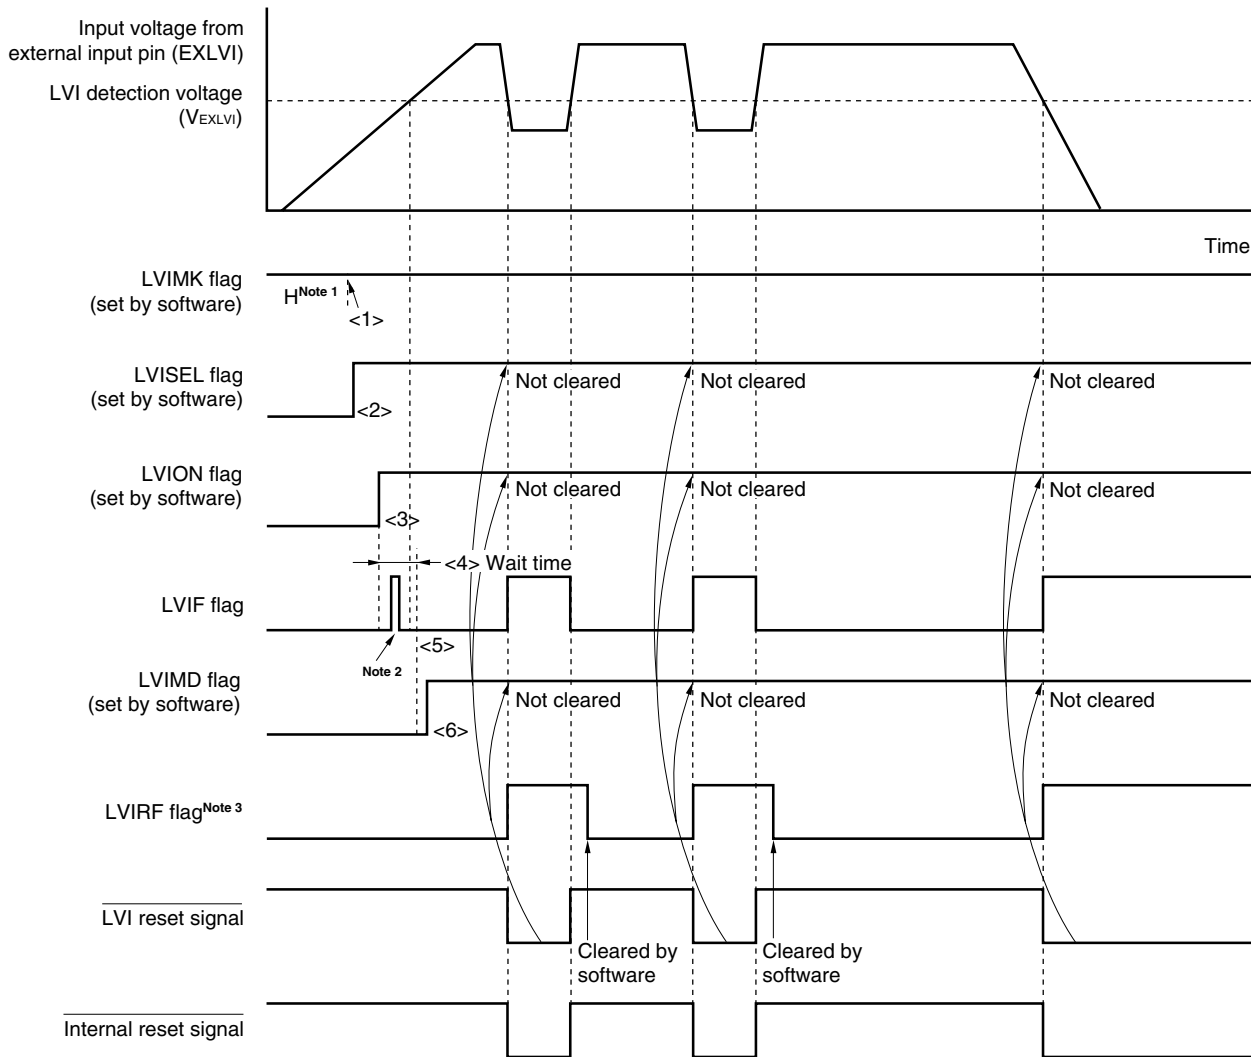 Input voltage from
external input pin (EXLVI)
LVI detection voltage
(VEXLVI)
Time
LVIMK flag
(set by software)
HNote 1
<1>
LVISEL flag
(set by software)
<2>
Not cleared
Not cleared
Not cleared
LVION flag
(set by software)
<3>
Not cleared
Not cleared
Not cleared
<4> Wait time
LVIF flag
Note 2
<5>
LVIMD flag
(set by software)
<6>
Not cleared
Not cleared
Not cleared
LVIRF flagNote 3
LVI reset signal
Cleared by
software
Cleared by
software
Internal reset signal